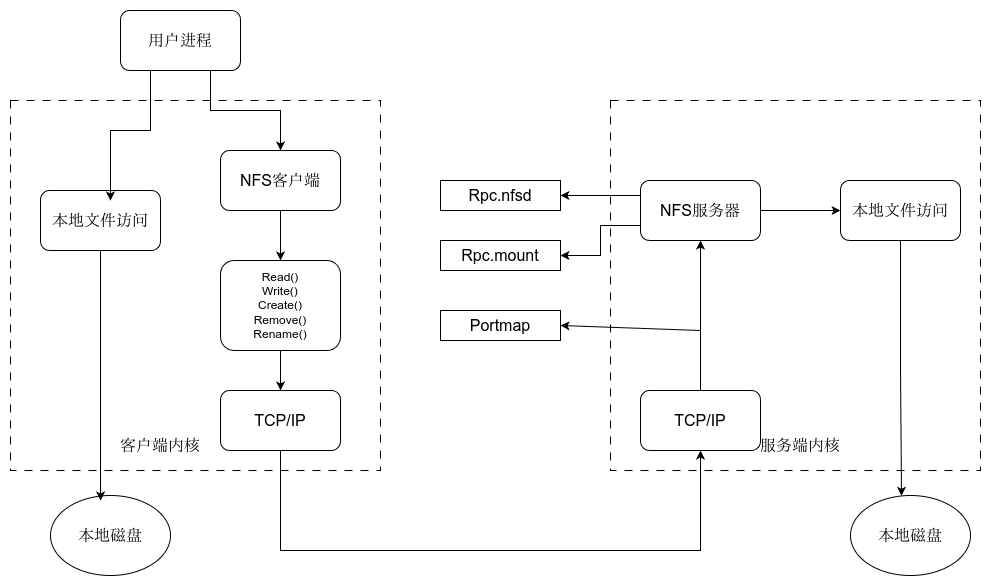 用户进程
NFS客户端
本地文件访问
Read()
Write()
Create()
Remove()
Rename()
TCP/IP
客户端内核
本地磁盘
Rpc.nfsd
Rpc.mount
Portmap
NFS服务器
本地文件访问
TCP/IP
服务端内核
本地磁盘